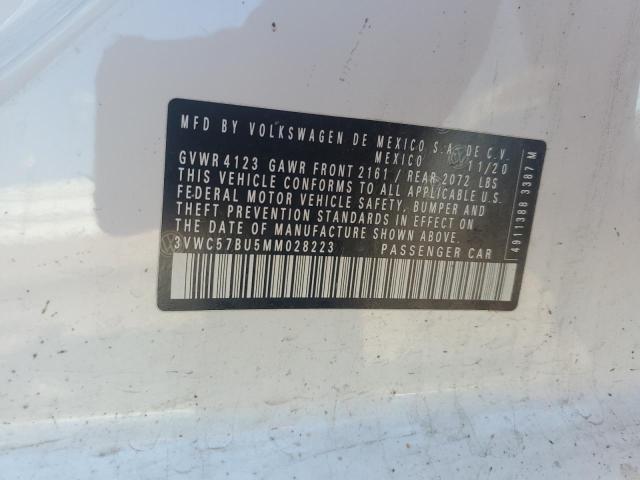 MFD BY VOLKSWAGEN DE MEXICO S.A. DE C.V.
MEXICO 11/20
GVWR 4123 GAWR FRONT 2161 / REAR 2072 LBS
THIS VEHICLE CONFORMS TO ALL APPLICABLE U.S.
FEDERAL MOTOR VEHICLE SAFETY, BUMPER AND
THEFT PREVENTION STANDARDS IN EFFECT ON
THE DATE OF MANUFACTURE SHOWN ABOVE.
3VWC57BU5MM028223 PASSENGER CAR
4911388 3387 M